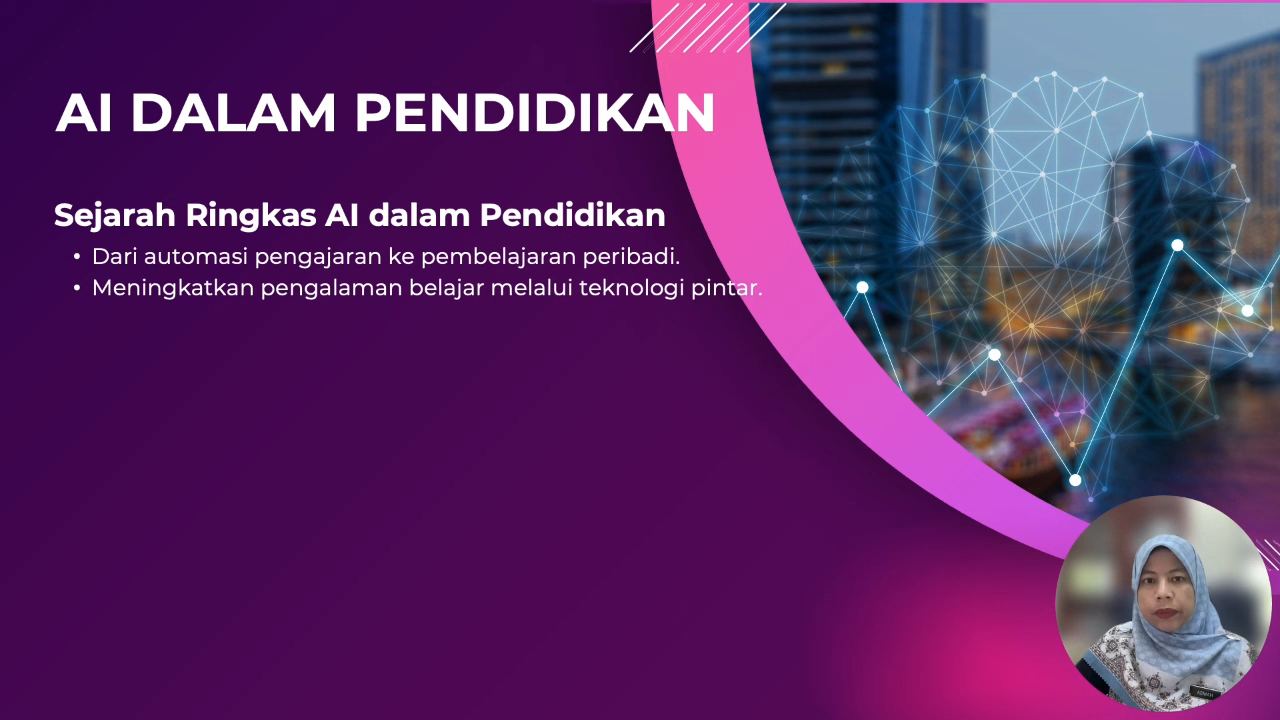 AI DALAM PENDIDIKAN
Sejarah Ringkas AI dalam Pendidikan
• Dari automasi pengajaran ke pembelajaran peribadi.
• Meningkatkan pengalaman belajar melalui teknologi pintar.